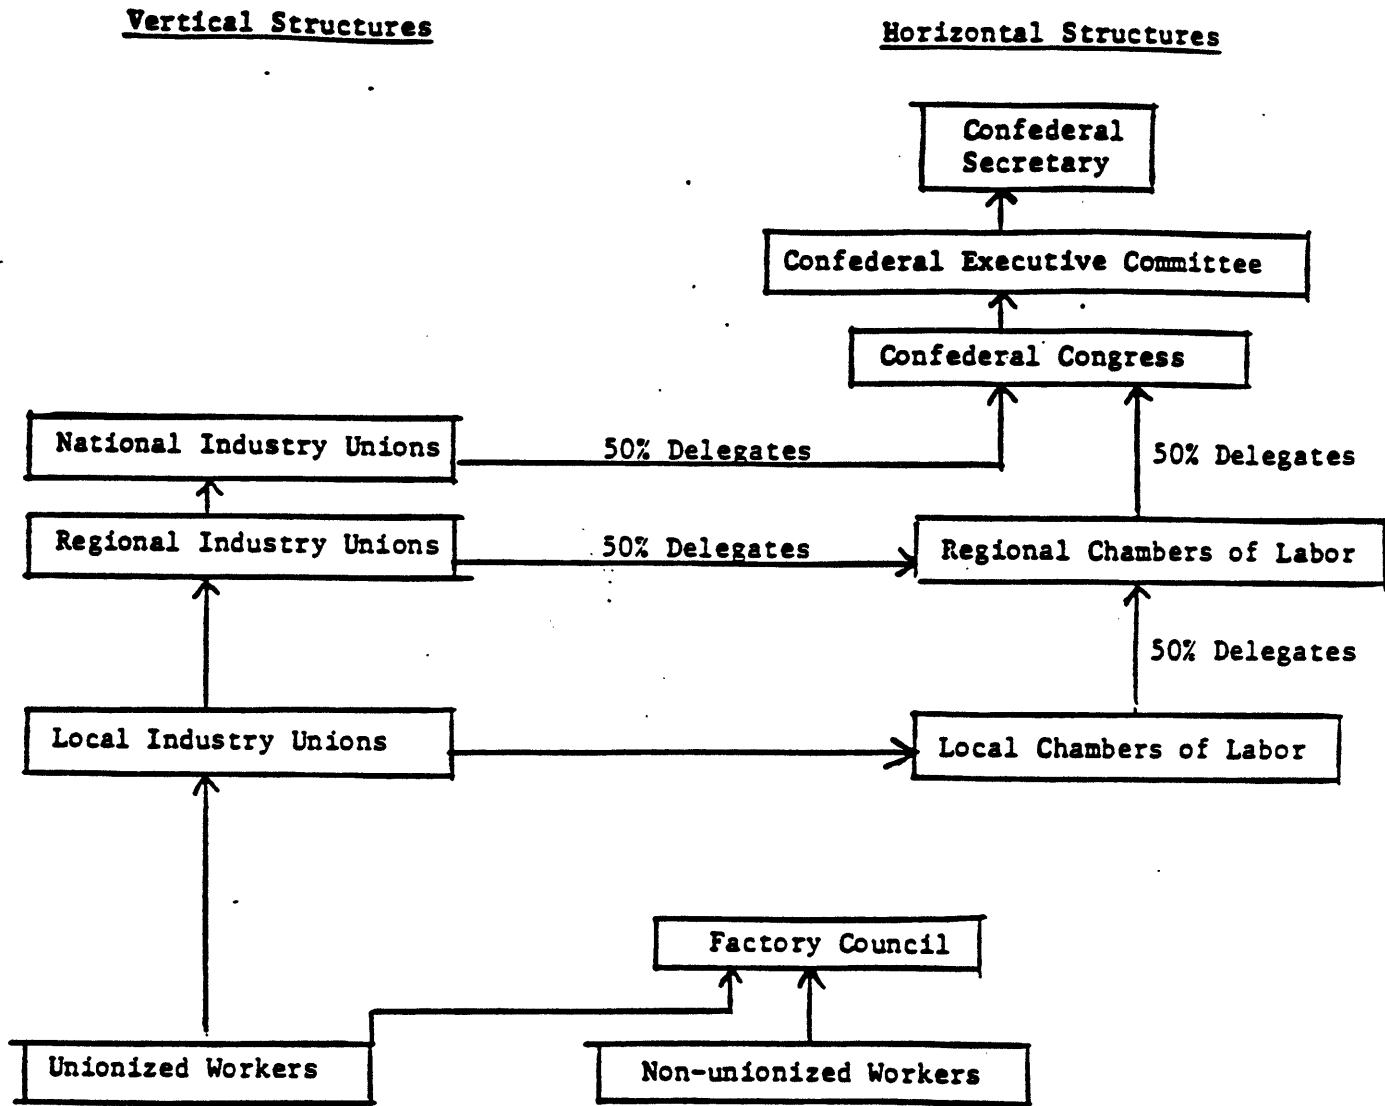 Vertical Structures
Horizontal Structures
Confederal
Secretary
Confederal Executive Committee
Confederal Congress
National Industry Unions
50% Delegates
50% Delegates
Regional Industry Unions
50% Delegates
Regional Chambers of Labor
50% Delegates
Local Industry Unions
Local Chambers of Labor
Factory Council
Unionized Workers
Non-unionized Workers